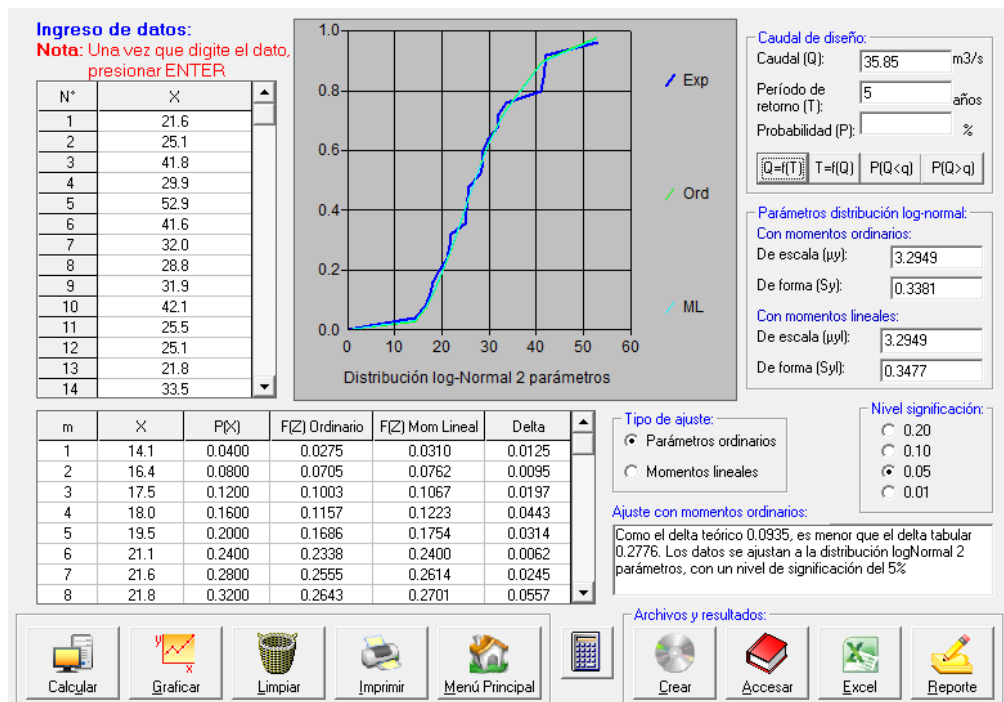 Ingreso de datos:
Nota: Una vez que digite el dato,
presionar ENTER
N° X
1 21.6
2 25.1
3 41.8
4 29.9
5 52.9
6 41.6
7 32.0
8 28.8
9 31.9
10 42.1
11 25.5
12 25.1
13 21.8
14 33.5
1.0
0.8
0.6
0.4
0.2
0.0
0 10 20 30 40 50 60
Distribución log-Normal 2 parámetros
Exp
Ord
ML
Caudal de diseño:
Caudal (Q): 35.85 m3/s
Período de
retorno (T): 5 años
Probabilidad (P): %
Q=f(T) T=f(Q) P(Q<q) P(Q>q)
Parámetros distribución log-normal:
Con momentos ordinarios:
De escala (µy): 3.2949
De forma (Sy): 0.3381
Con momentos lineales:
De escala (µyl): 3.2949
De forma (Syl): 0.3477
m X P(X) F(Z) Ordinario F(Z) Mom Lineal Delta
1 14.1 0.0400 0.0275 0.0310 0.0125
2 16.4 0.0800 0.0705 0.0762 0.0095
3 17.5 0.1200 0.1003 0.1067 0.0197
4 18.0 0.1600 0.1157 0.1223 0.0443
5 19.5 0.2000 0.1686 0.1754 0.0314
6 21.1 0.2400 0.2338 0.2400 0.0062
7 21.6 0.2800 0.2555 0.2614 0.0245
8 21.8 0.3200 0.2643 0.2701 0.0557
Tipo de ajuste:
Parámetros ordinarios
Momentos lineales
Nivel significación:
0.20
0.10
0.05
0.01
Ajuste con momentos ordinarios:
Como el delta teórico 0.0935, es menor que el delta tabular
0.2776. Los datos se ajustan a la distribución logNormal 2
parámetros, con un nivel de significación del 5%
Calcular Graficar Limpiar Imprimir Menú Principal
Archivos y resultados:
Crear Accesar Excel Reporte